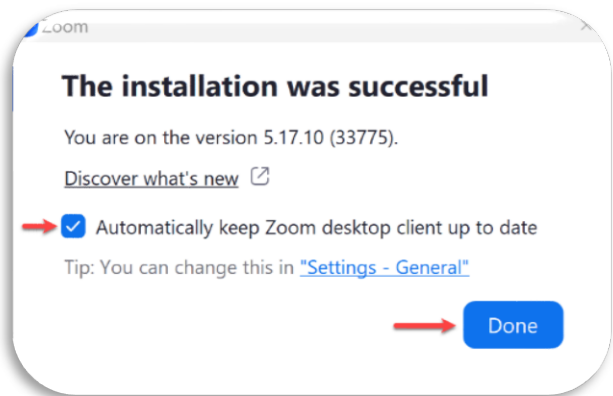 Zoom
The installation was successful
You are on the version 5.17.10 (33775).
Discover what's new
Automatically keep Zoom desktop client up to date
Tip: You can change this in "Settings - General"
Done